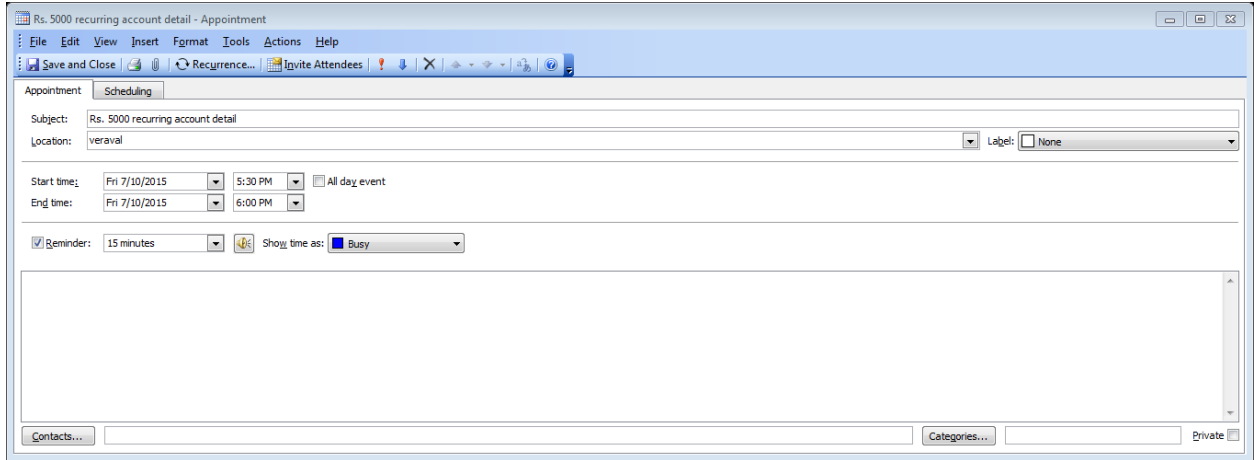 Rs. 5000 recurring account detail - Appointment
File Edit View Insert Format Tools Actions Help
Save and Close Recurrence... Invite Attendees
Appointment Scheduling
Subject: Rs. 5000 recurring account detail
Location: veraval Label: None
Start time: Fri 7/10/2015 5:30 PM All day event
End time: Fri 7/10/2015 6:00 PM
Reminder: 15 minutes Show time as: Busy
Contacts... Categories... Private